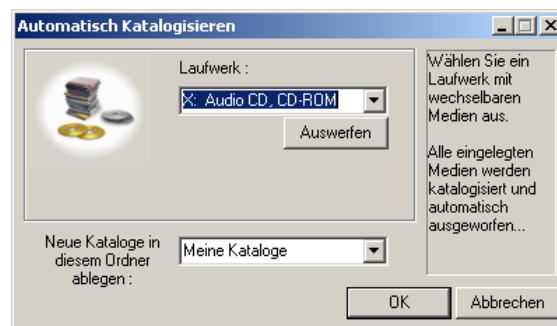 Automatisch Katalogisieren
Laufwerk :
X: Audio CD, CD-ROM
Auswerfen
Wählen Sie ein
Laufwerk mit
wechselbaren
Medien aus.
Alle eingelegten
Medien werden
katalogisiert und
automatisch
ausgeworfen...
Neue Kataloge in
diesem Ordner
ablegen :
Meine Kataloge
OK
Abbrechen